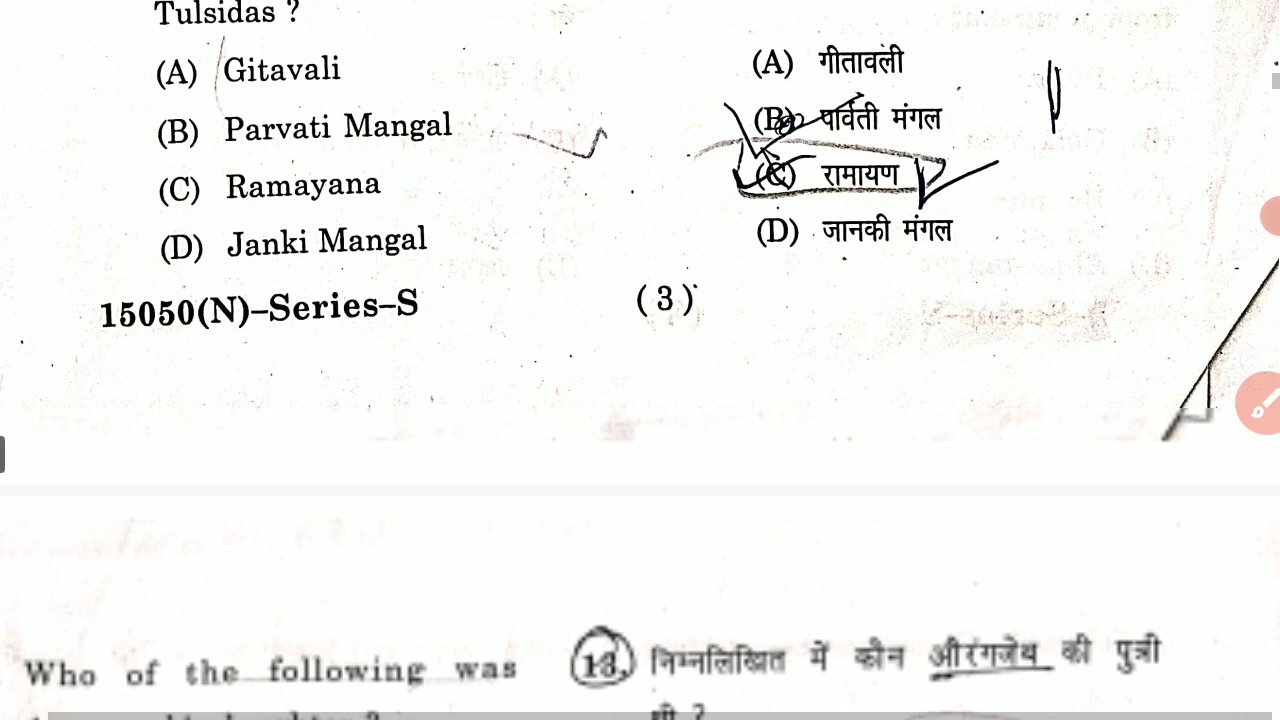 Tulsidas ?
(A) Gitavali
(B) Parvati Mangal
(C) Ramayana
(D) Janki Mangal
(A) गीतावली
(B) पार्वती मंगल
(C) रामायण
(D) जानकी मंगल
15050(N)–Series–S
(3)
Who of the following was
13. निम्नलिखित में कौन औरंगजेब की पुत्री
थी ?